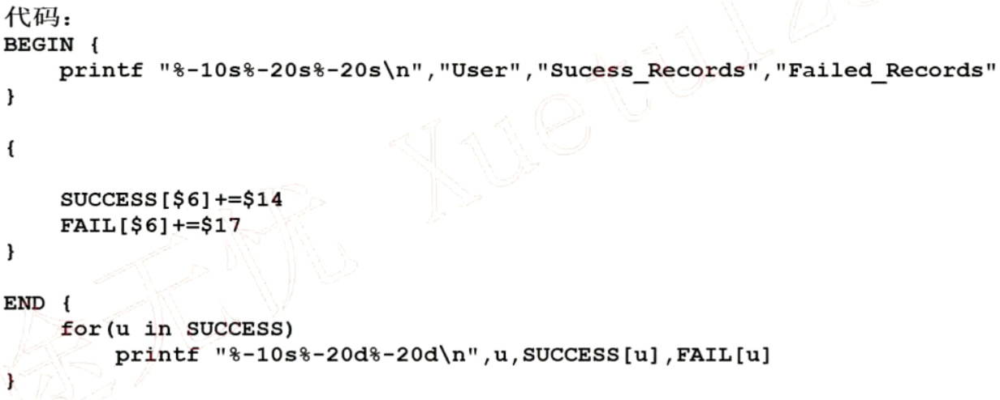 代码：
BEGIN {
    printf "%-10s%-20s%-20s\n","User","Sucess_Records","Failed_Records"
}

{

    SUCCESS[$6]+=$14
    FAIL[$6]+=$17
}

END {
    for(u in SUCCESS)
        printf "%-10s%-20d%-20d\n",u,SUCCESS[u],FAIL[u]
}